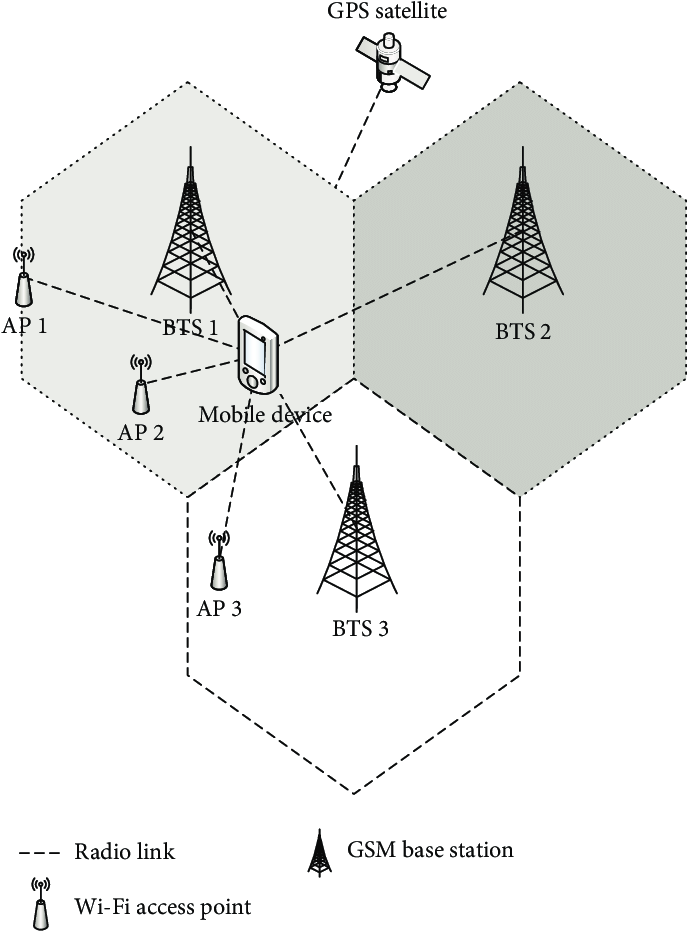 GPS satellite
AP 1
BTS 1
BTS 2
AP 2
Mobile device
AP 3
BTS 3
Radio link
GSM base station
Wi-Fi access point